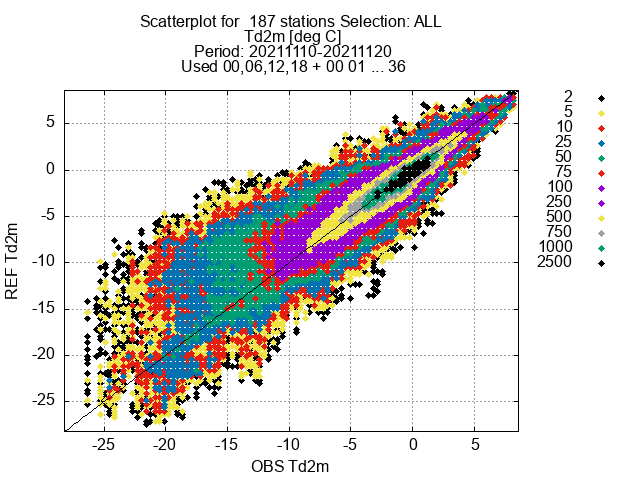 Scatterplot for  187 stations Selection: ALL
Td2m [deg C]
Period: 20211110-20211120
Used 00,06,12,18 + 00 01 ... 36
REF Td2m
5
0
-5
-10
-15
-20
-25
-25 -20 -15 -10 -5 0 5
OBS Td2m
2
5
10
25
50
75
100
250
500
750
1000
2500